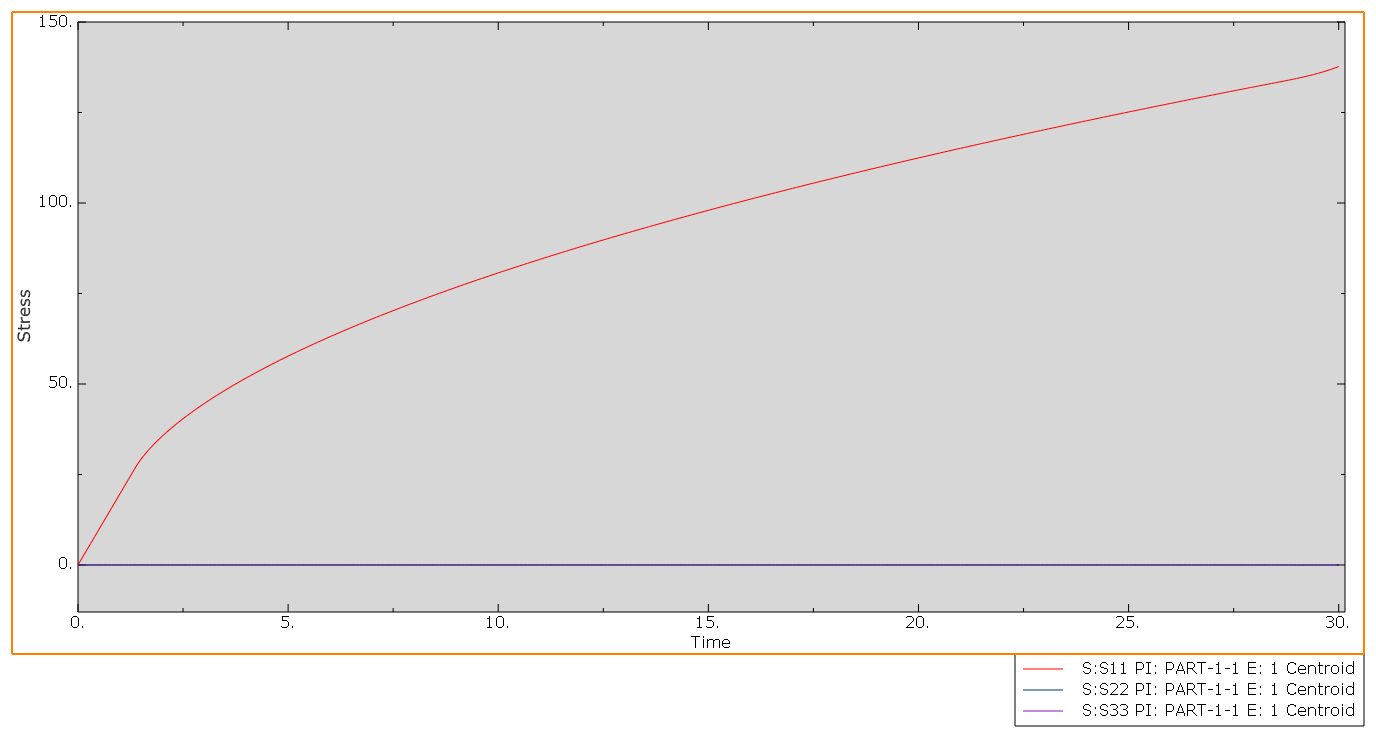 150.
100.
50.
0.
Stress
0. 5. 10. 15. 20. 25. 30.
Time
S:S11 PI: PART-1-1 E: 1 Centroid
S:S22 PI: PART-1-1 E: 1 Centroid
S:S33 PI: PART-1-1 E: 1 Centroid